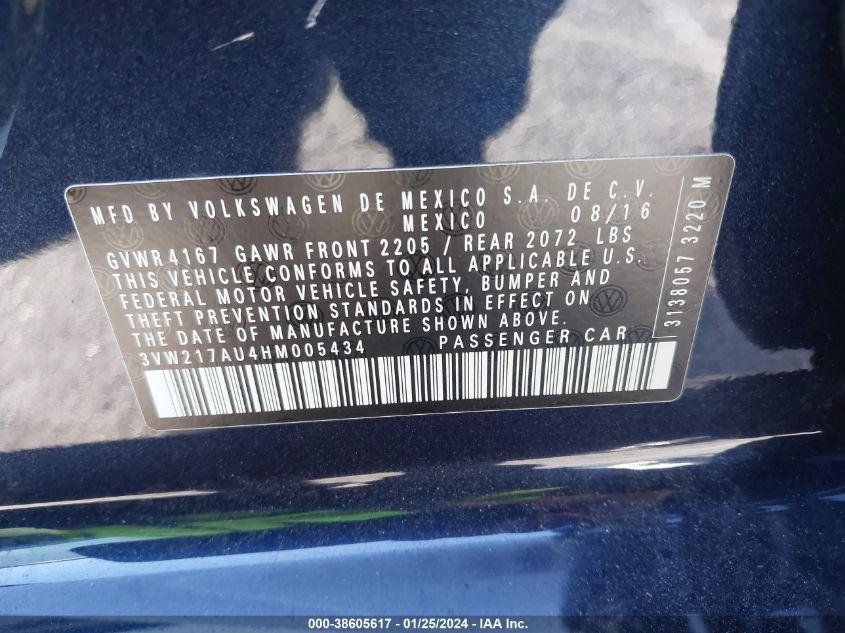 MFD BY VOLKSWAGEN DE MEXICO S.A. DE C.V.
MEXICO 08/16
GVWR 4167 GAWR FRONT 2205 / REAR 2072 LBS
THIS VEHICLE CONFORMS TO ALL APPLICABLE U.S.
FEDERAL MOTOR VEHICLE SAFETY, BUMPER AND
THEFT PREVENTION STANDARDS IN EFFECT ON
THE DATE OF MANUFACTURE SHOWN ABOVE.
3VW217AU4HM005434 PASSENGER CAR
3138057 3220 M
000-38605617 - 01/25/2024 - IAA Inc.